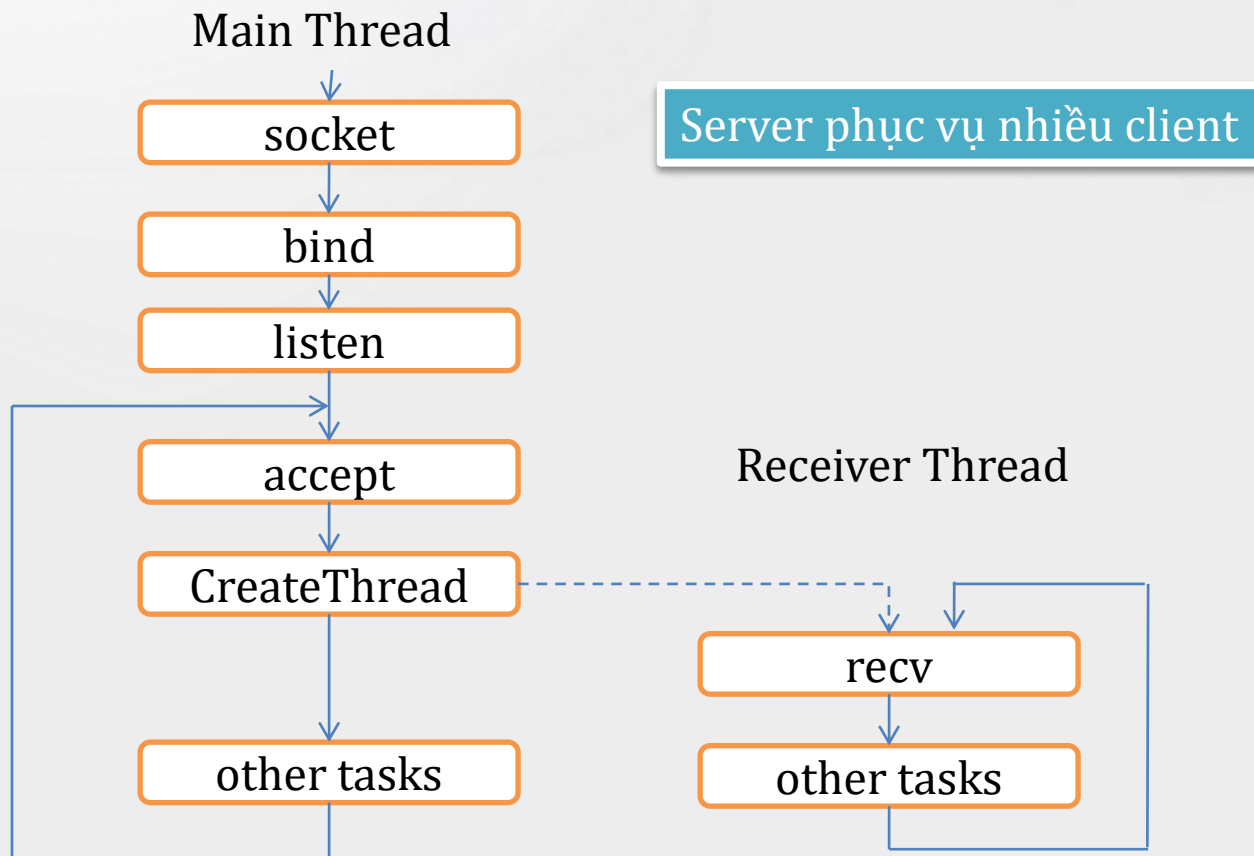 Main Thread
Server phục vụ nhiều client
socket
bind
listen
accept
Receiver Thread
CreateThread
recv
other tasks
other tasks